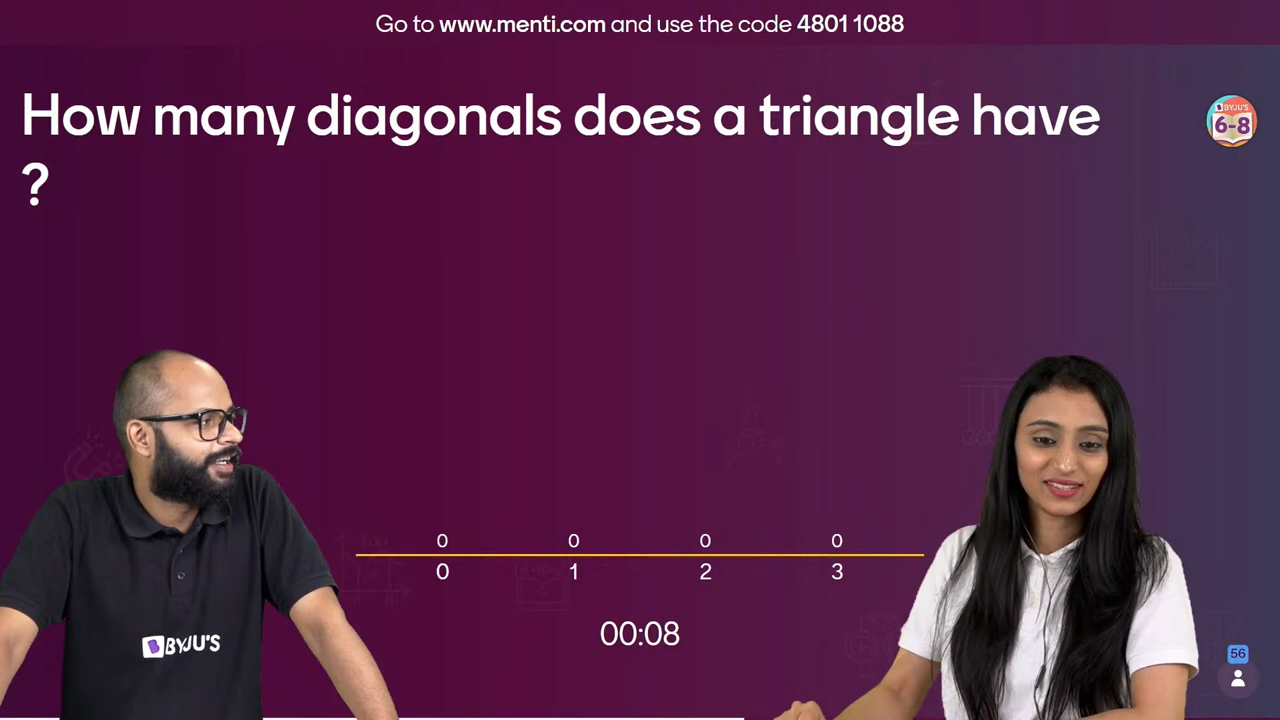 Go to www.menti.com and use the code 4801 1088
How many diagonals does a triangle have
?
BYJU'S
6-8
0 0 0 0
0 1 2 3
00:08
BYJU'S
56